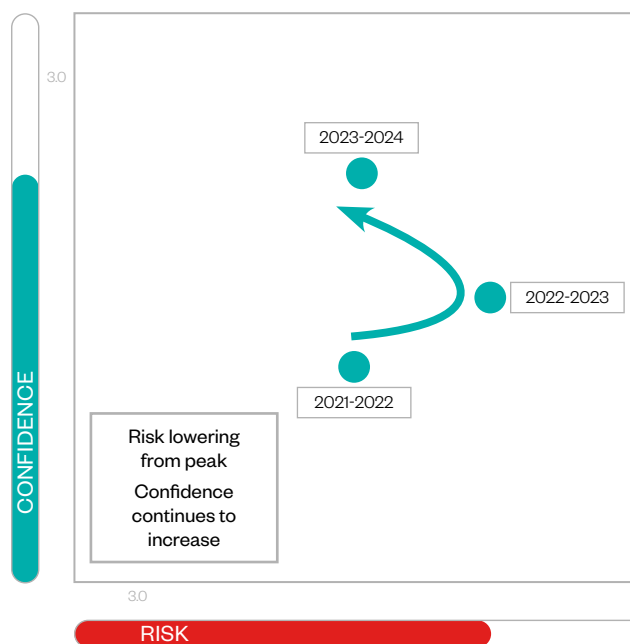 3.0
2023-2024
2022-2023
2021-2022
CONFIDENCE
Risk lowering
from peak
Confidence
continues to
increase
3.0
RISK